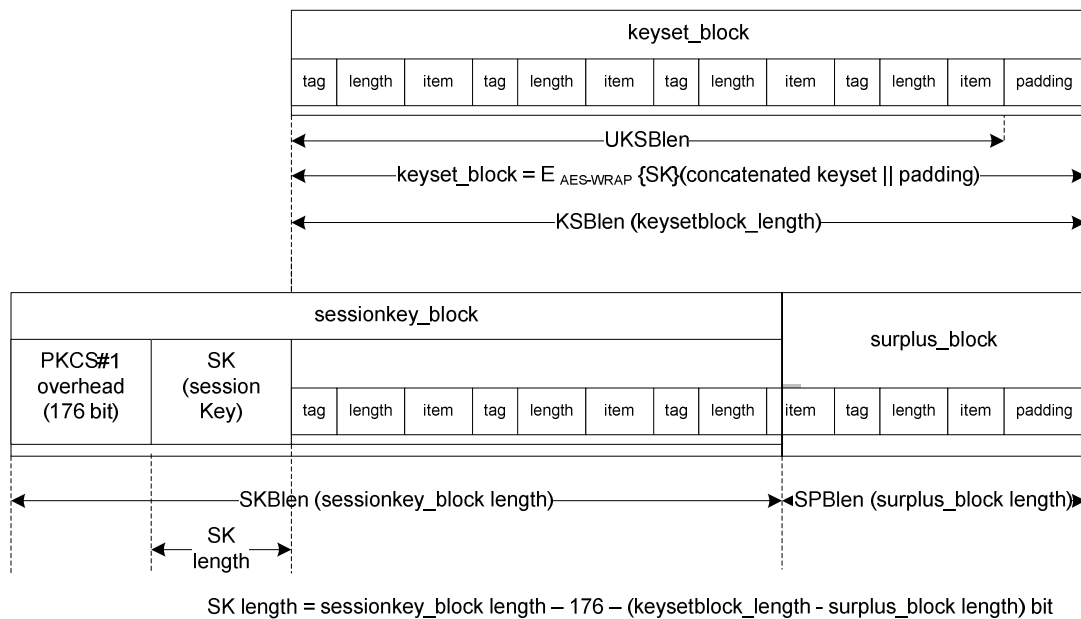 keyset_block
tag length item tag length item tag length item tag length item padding
UKSBlen
keyset_block = E AES-WRAP {SK}(concatenated keyset || padding)
KSBlen (keysetblock_length)
sessionkey_block
surplus_block
PKCS#1
overhead
(176 bit)
SK
(session
Key)
tag length item tag length item tag length item tag length item padding
SKBlen (sessionkey_block length)
SPBlen (surplus_block length)
SK
length
SK length = sessionkey_block length – 176 – (keysetblock_length - surplus_block length) bit